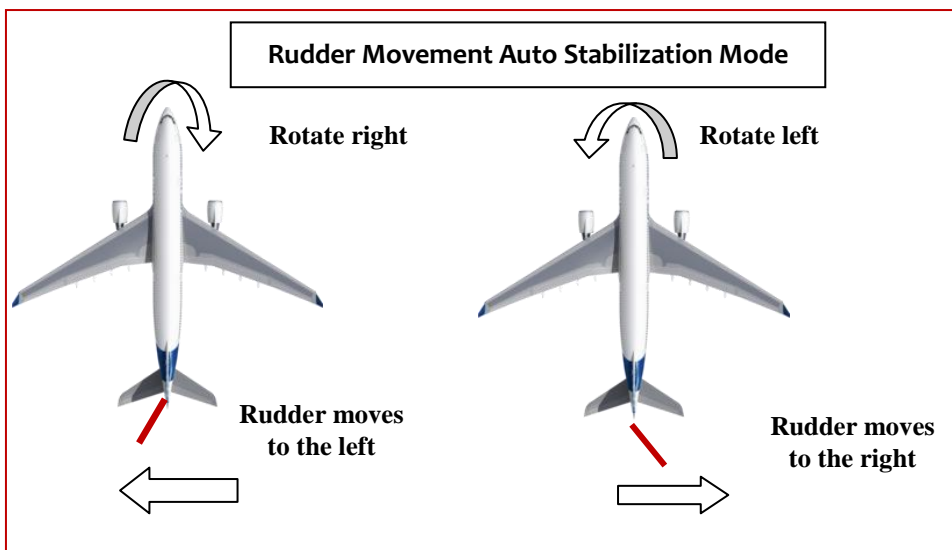 Rudder Movement Auto Stabilization Mode
Rotate right
Rotate left
Rudder moves
to the left
Rudder moves
to the right